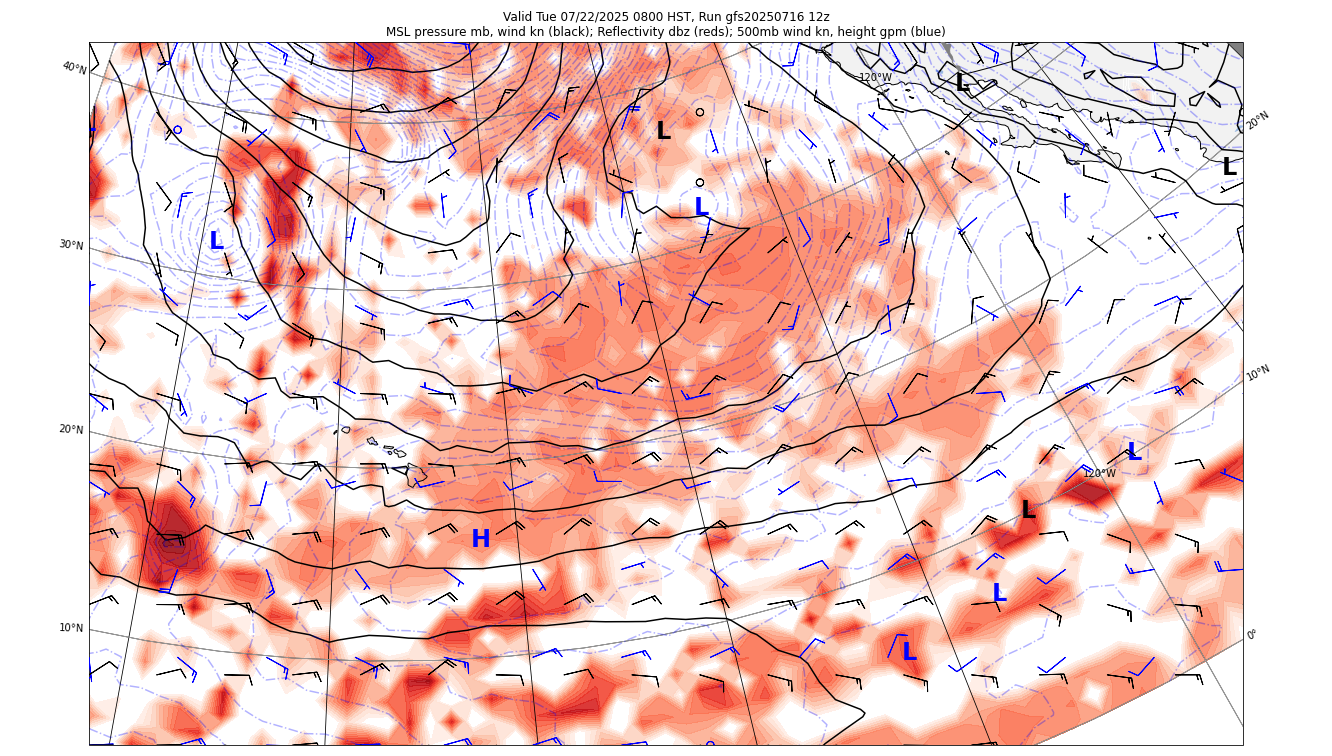 Valid Tue 07/22/2025 0800 HST, Run gfs20250716 12z
MSL pressure mb, wind kn (black); Reflectivity dbz (reds); 500mb wind kn, height gpm (blue)
40°N
120°W
L
20°N
L
L
L
30°N
L
10°N
20°N
L
120°W
L
H
L
10°N
0°
L